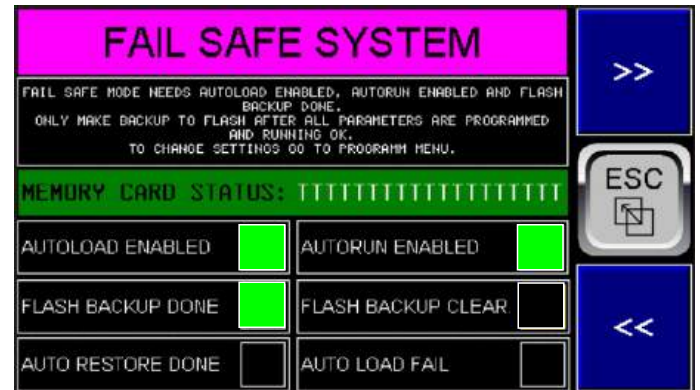 FAIL SAFE SYSTEM
FAIL SAFE MODE NEEDS AUTOLOAD ENABLED, AUTORUN ENABLED AND FLASH
BACKUP DONE.
ONLY MAKE BACKUP TO FLASH AFTER ALL PARAMETERS ARE PROGRAMMED
AND RUNNING OK.
TO CHANGE SETTINGS GO TO PROGRAMM MENU.
MEMORY CARD STATUS: TTTTTTTTTTTTTTTTTTTT
AUTOLOAD ENABLED
AUTORUN ENABLED
FLASH BACKUP DONE
FLASH BACKUP CLEAR
AUTO RESTORE DONE
AUTO LOAD FAIL
>>
ESC
<<